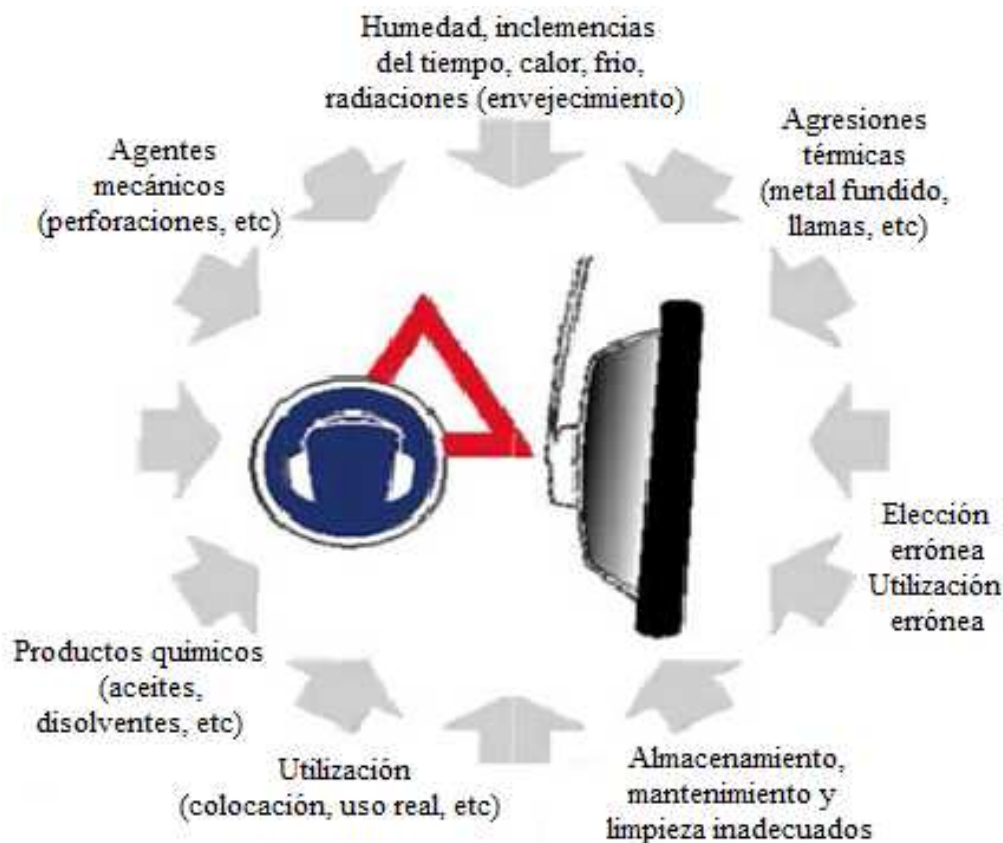 Humedad, inclemencias
del tiempo, calor, frio,
radiaciones (envejecimiento)
Agresiones
térmicas
(metal fundido,
llamas, etc)
Agentes
mecánicos
(perforaciones, etc)
Elección
errónea
Utilización
errónea
Productos químicos
(aceites,
disolventes, etc)
Utilización
(colocación, uso real, etc)
Almacenamiento,
mantenimiento y
limpieza inadecuados